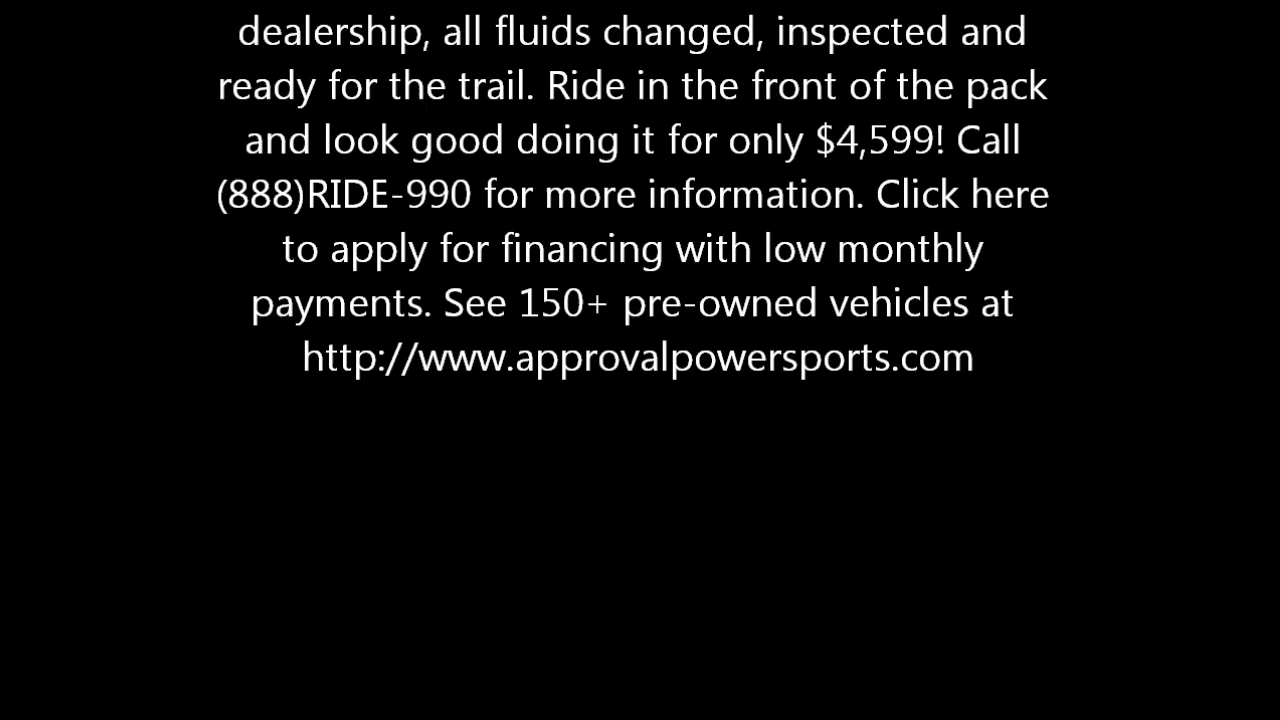 dealership, all fluids changed, inspected and
ready for the trail. Ride in the front of the pack
and look good doing it for only $4,599! Call
(888)RIDE-990 for more information. Click here
to apply for financing with low monthly
payments. See 150+ pre-owned vehicles at
http://www.approvalpowersports.com